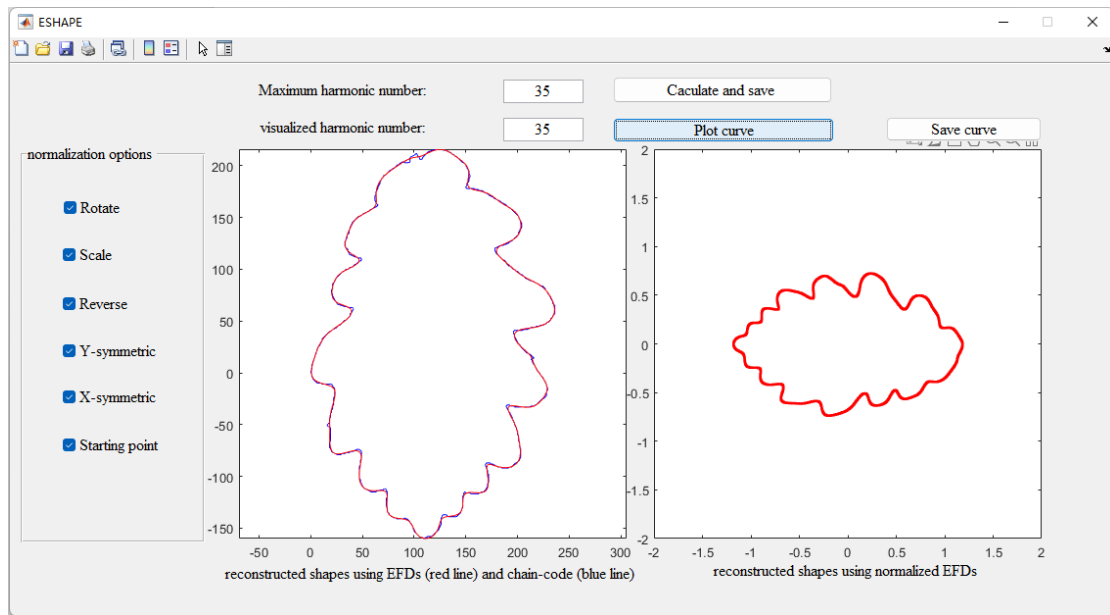 ESHAPE
Maximum harmonic number: 35 Caculate and save
visualized harmonic number: 35 Plot curve Save curve
normalization options
Rotate
Scale
Reverse
Y-symmetric
X-symmetric
Starting point
200
150
100
50
0
-50
-100
-150
-50 0 50 100 150 200 250 300
reconstructed shapes using EFDs (red line) and chain-code (blue line)
2
1.5
1
0.5
0
-0.5
-1
-1.5
-2
-2 -1.5 -1 -0.5 0 0.5 1 1.5 2
reconstructed shapes using normalized EFDs